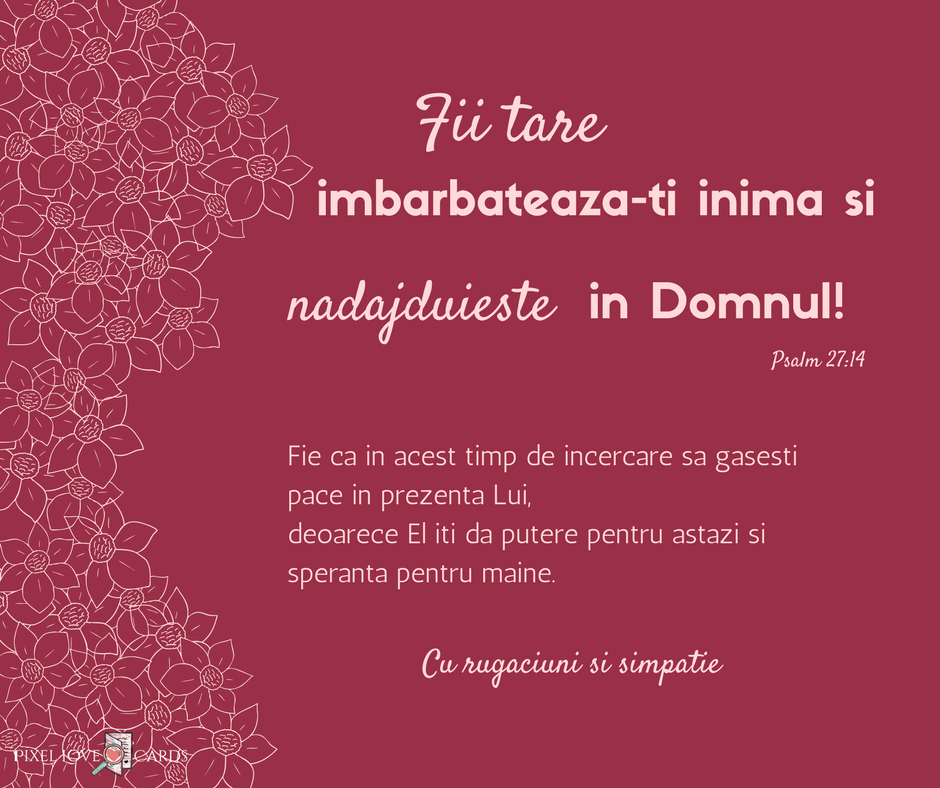 Fii tare
imbarbateaza-ti inima si
nadajduieste in Domnul!
Psalm 27:14
Fie ca in acest timp de incercare sa gasesti
pace in prezenta Lui,
deoarece El iti da putere pentru astazi si
speranta pentru maine.
Cu rugaciuni si simpatie
PIXEL LOVE CARDS